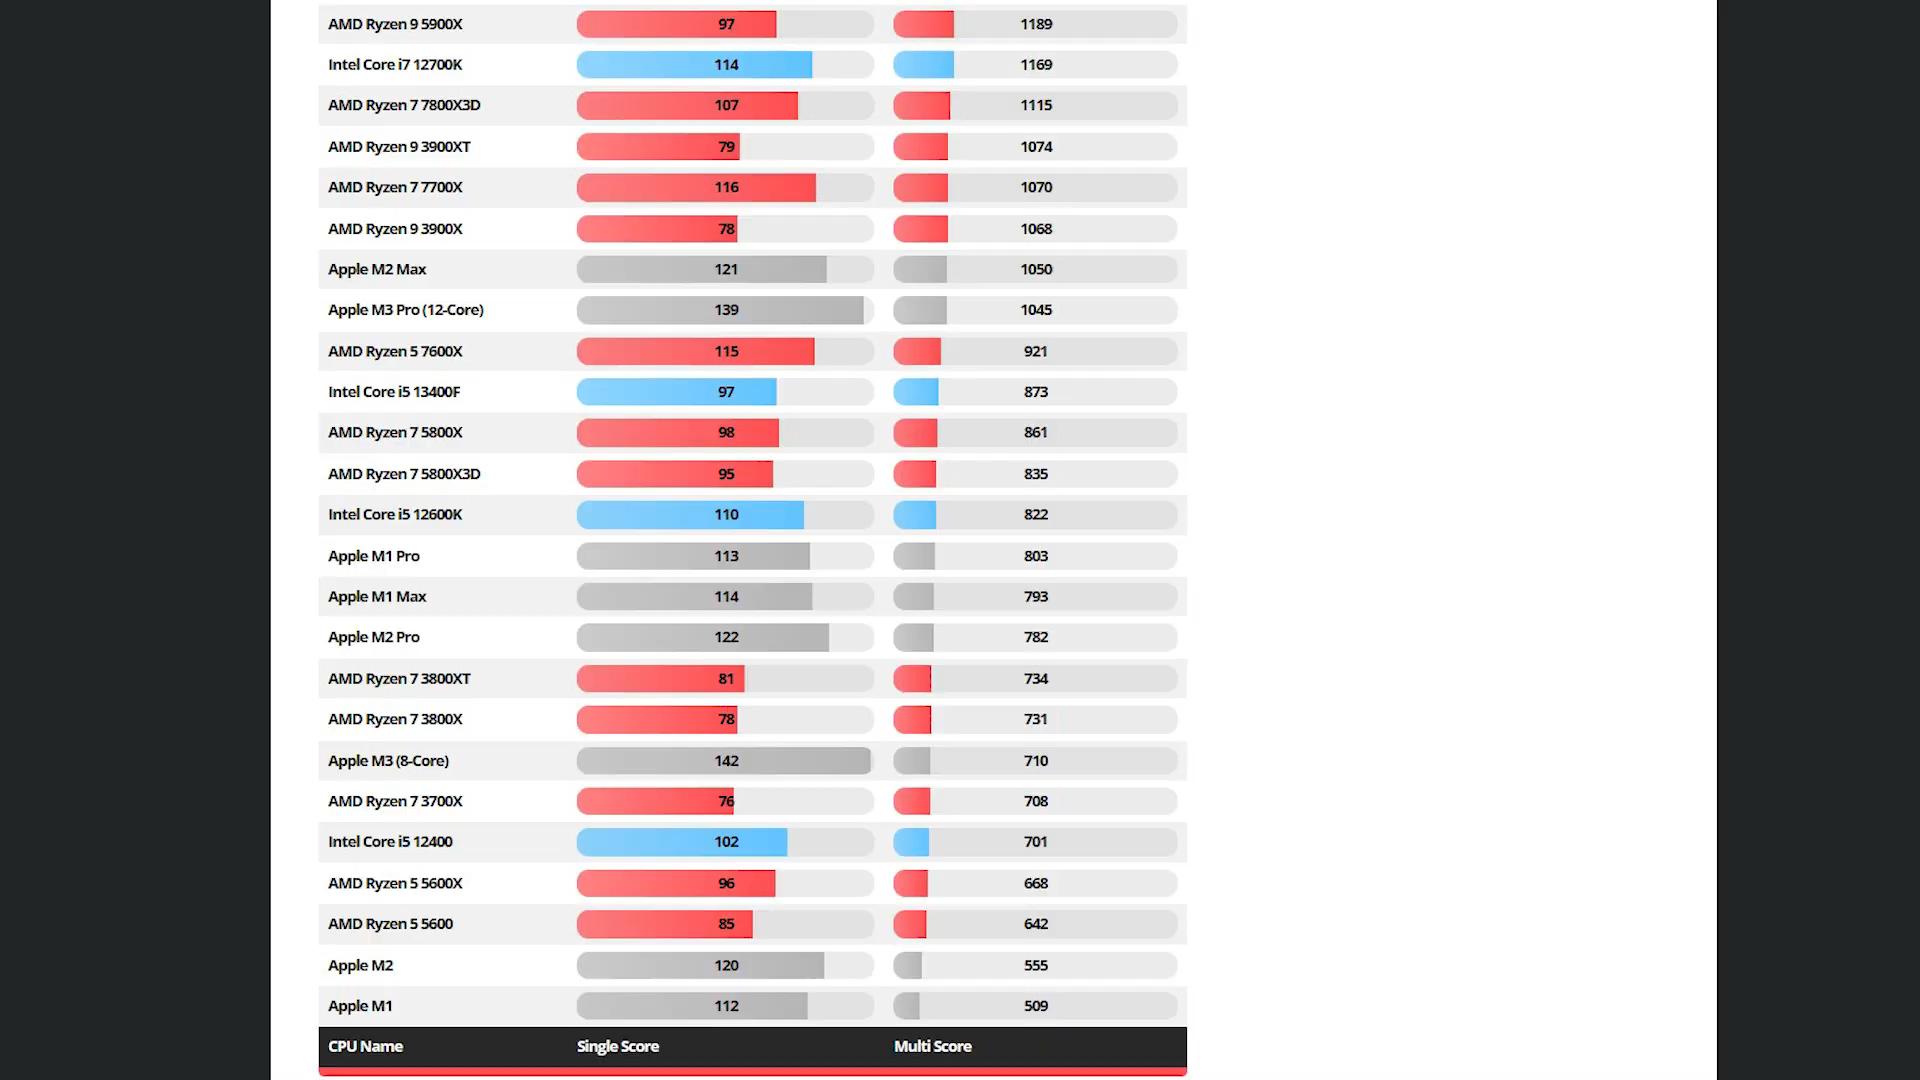 AMD Ryzen 9 5900X 97 1189
Intel Core i7 12700K 114 1169
AMD Ryzen 7 7800X3D 107 1115
AMD Ryzen 9 3900XT 79 1074
AMD Ryzen 7 7700X 116 1070
AMD Ryzen 9 3900X 78 1068
Apple M2 Max 121 1050
Apple M3 Pro (12-Core) 139 1045
AMD Ryzen 5 7600X 115 921
Intel Core i5 13400F 97 873
AMD Ryzen 7 5800X 98 861
AMD Ryzen 7 5800X3D 95 835
Intel Core i5 12600K 110 822
Apple M1 Pro 113 803
Apple M1 Max 114 793
Apple M2 Pro 122 782
AMD Ryzen 7 3800XT 81 734
AMD Ryzen 7 3800X 78 731
Apple M3 (8-Core) 142 710
AMD Ryzen 7 3700X 76 708
Intel Core i5 12400 102 701
AMD Ryzen 5 5600X 96 668
AMD Ryzen 5 5600 85 642
Apple M2 120 555
Apple M1 112 509
CPU Name Single Score Multi Score